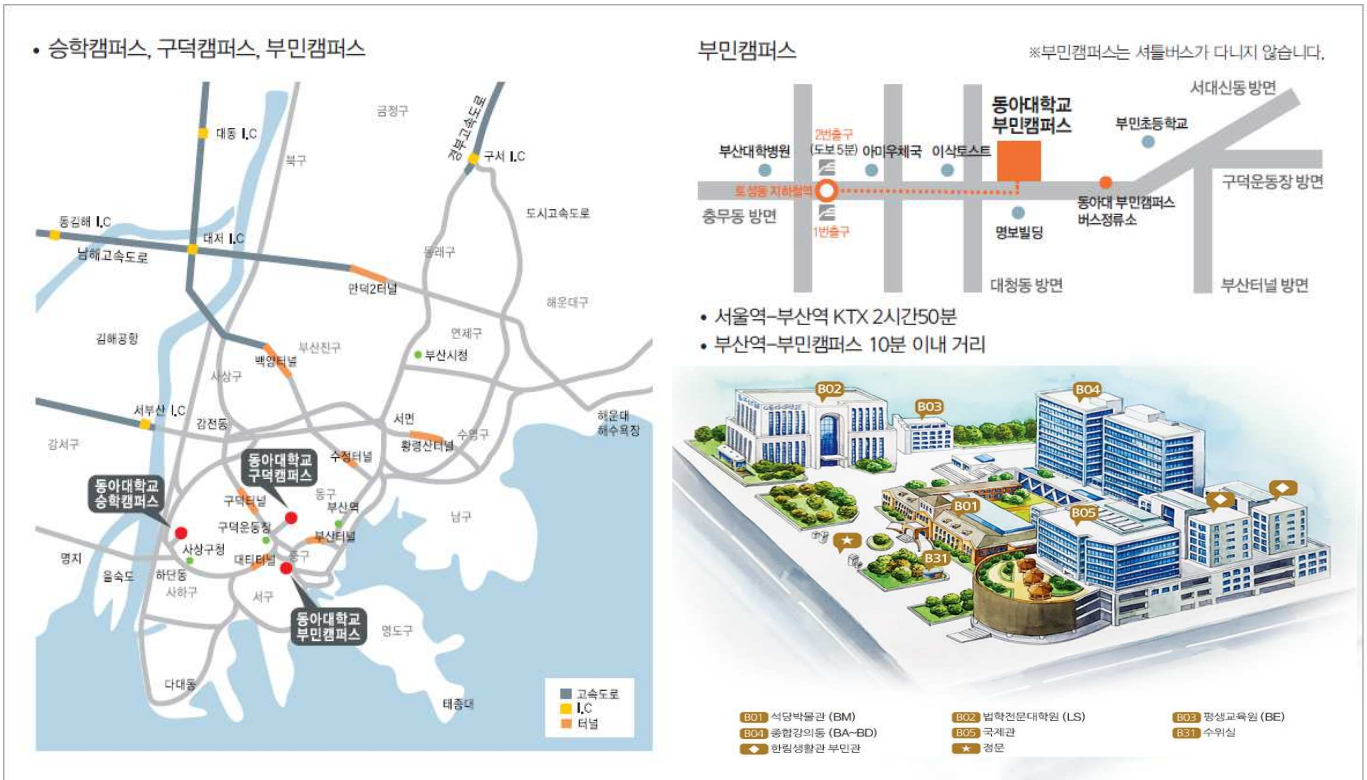 • 승학캠퍼스, 구덕캠퍼스, 부민캠퍼스
금정구
대동 I.C
경부고속도로
구서 I.C
북구
도시고속도로
동김해 I.C
대저 I.C
남해고속도로
동래구
만덕2터널
해운대구
김해공항
연제구
부산진구
백양터널
부산시청
사상구
서부산 I.C
감전동
서면
해운대
해수욕장
강서구
수영구
황령산터널
수정터널
동아대학교
구덕캠퍼스
동아대학교
승학캠퍼스
구덕터널
동구
부산역
구덕운동장
부산터널
남구
사상구청
대티터널
중구
명지
을숙도
하단동
사하구
서구
동아대학교
부민캠퍼스
영도구
다대동
태종대
고속도로
I.C
터널
부민캠퍼스
※부민캠퍼스는 셔틀버스가 다니지 않습니다.
서대신동 방면
동아대학교
부민캠퍼스
부민초등학교
2번출구
(도보 5분)
부산대학병원
아미우체국
이삭토스트
토성동 지하철역
구덕운동장 방면
충무동 방면
1번출구
명보빌딩
동아대 부민캠퍼스
버스정류소
대청동 방면
부산터널 방면
• 서울역-부산역 KTX 2시간50분
• 부산역-부민캠퍼스 10분 이내 거리
B02
B03
B04
B01
B05
B31
B01 석당박물관 (BM)
B02 법학전문대학원 (LS)
B03 평생교육원 (BE)
B04 종합강의동 (BA~BD)
B05 국제관
B31 수위실
한림생활관 부민관
정문